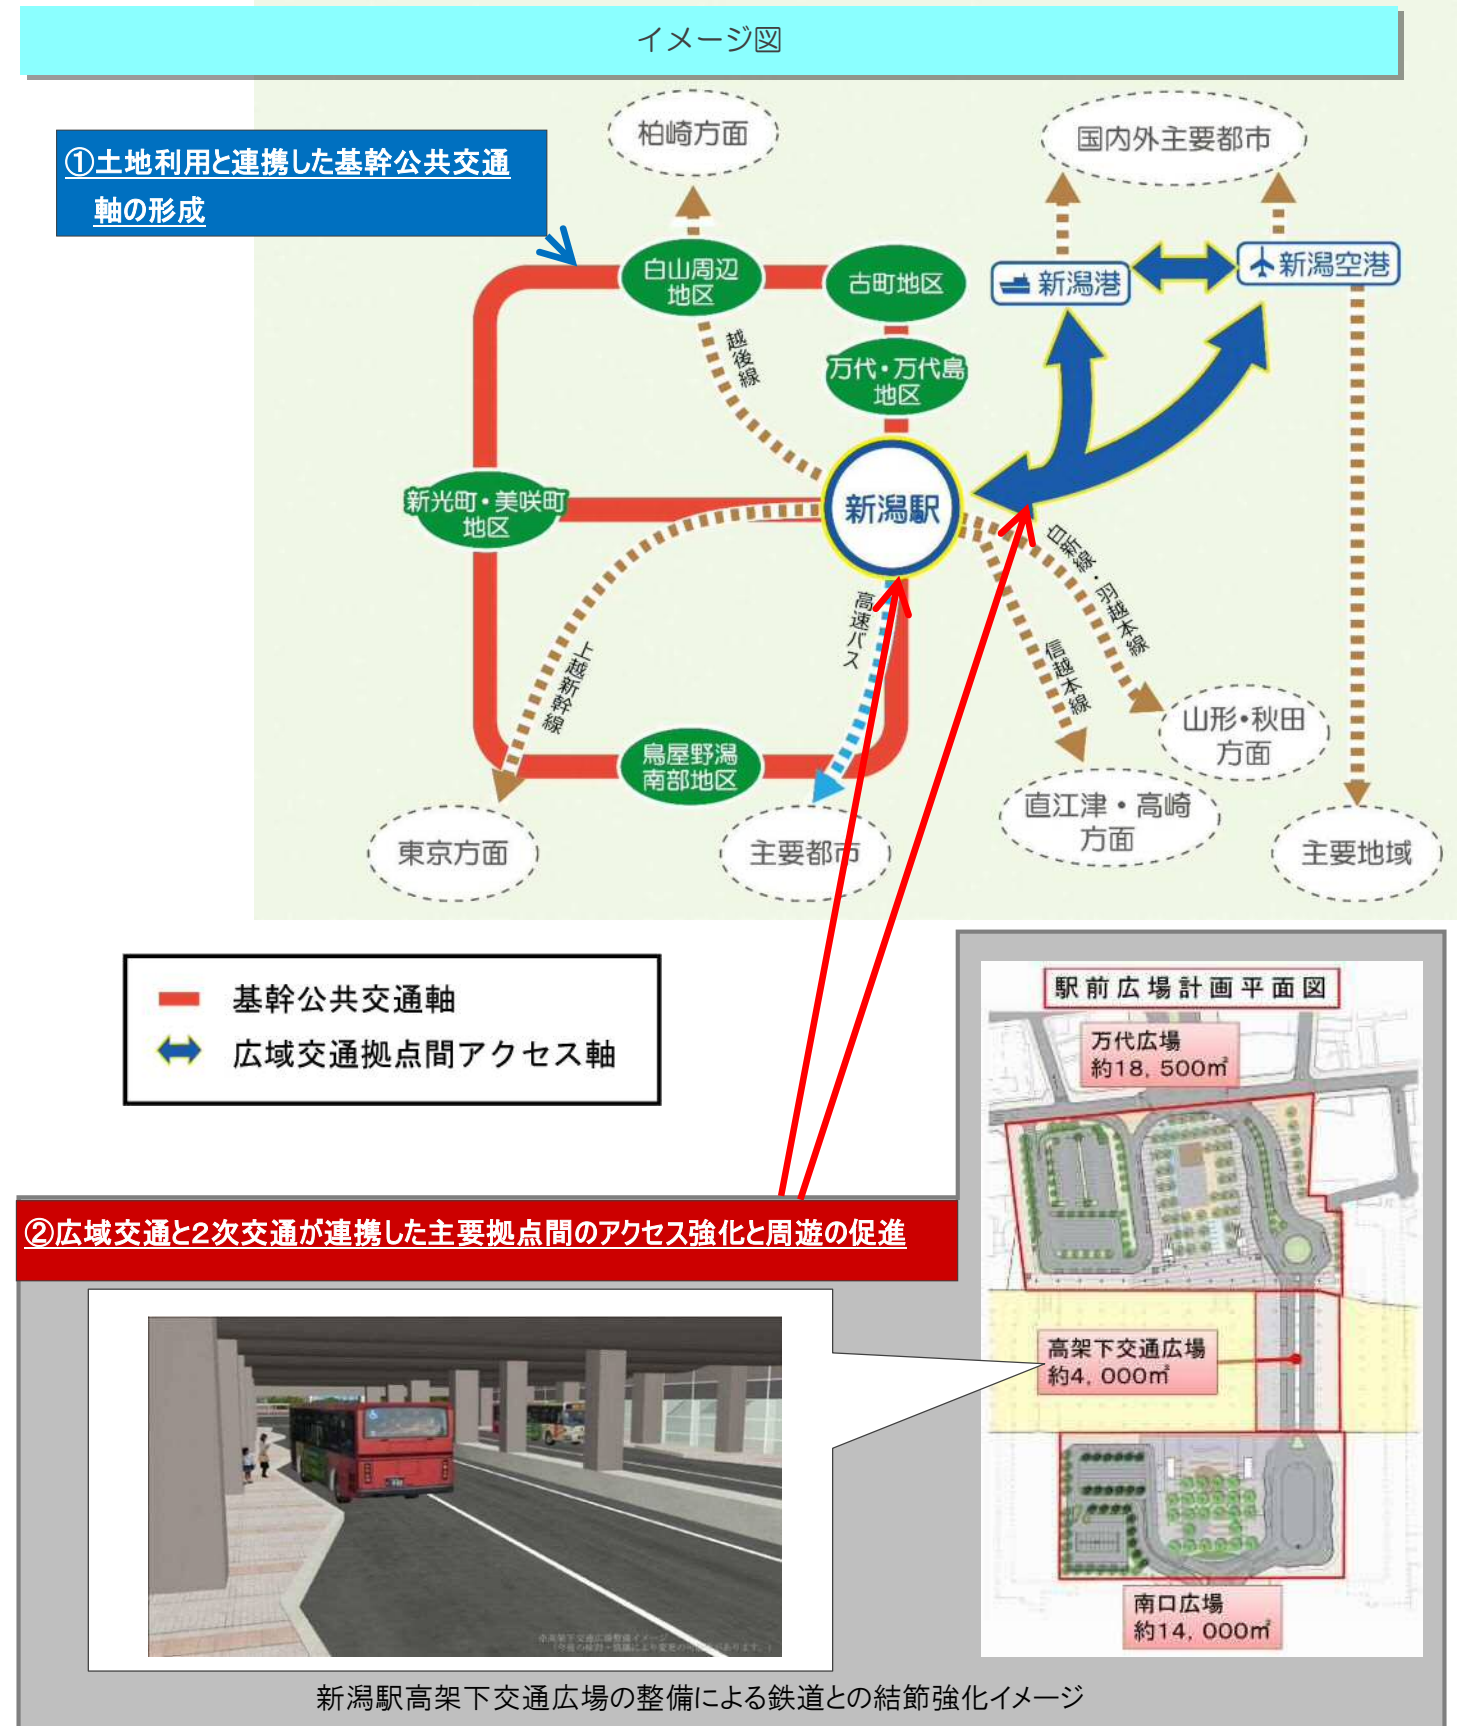 イメージ図
①土地利用と連携した基幹公共交通
軸の形成
柏崎方面
国内外主要都市
白山周辺
地区
古町地区
新潟港
新潟空港
越後線
万代・万代島
地区
新光町・美咲町
地区
新潟駅
白新線・羽越本線
高速バス
上越新幹線
信越本線
山形・秋田
方面
鳥屋野潟
南部地区
直江津・高崎
方面
東京方面
主要都市
主要地域
基幹公共交通軸
広域交通拠点間アクセス軸
駅前広場計画平面図
万代広場
約18,500㎡
②広域交通と2次交通が連携した主要拠点間のアクセス強化と周遊の促進
高架下交通広場
約4,000㎡
南口広場
約14,000㎡
新潟駅高架下交通広場の整備による鉄道との結節強化イメージ